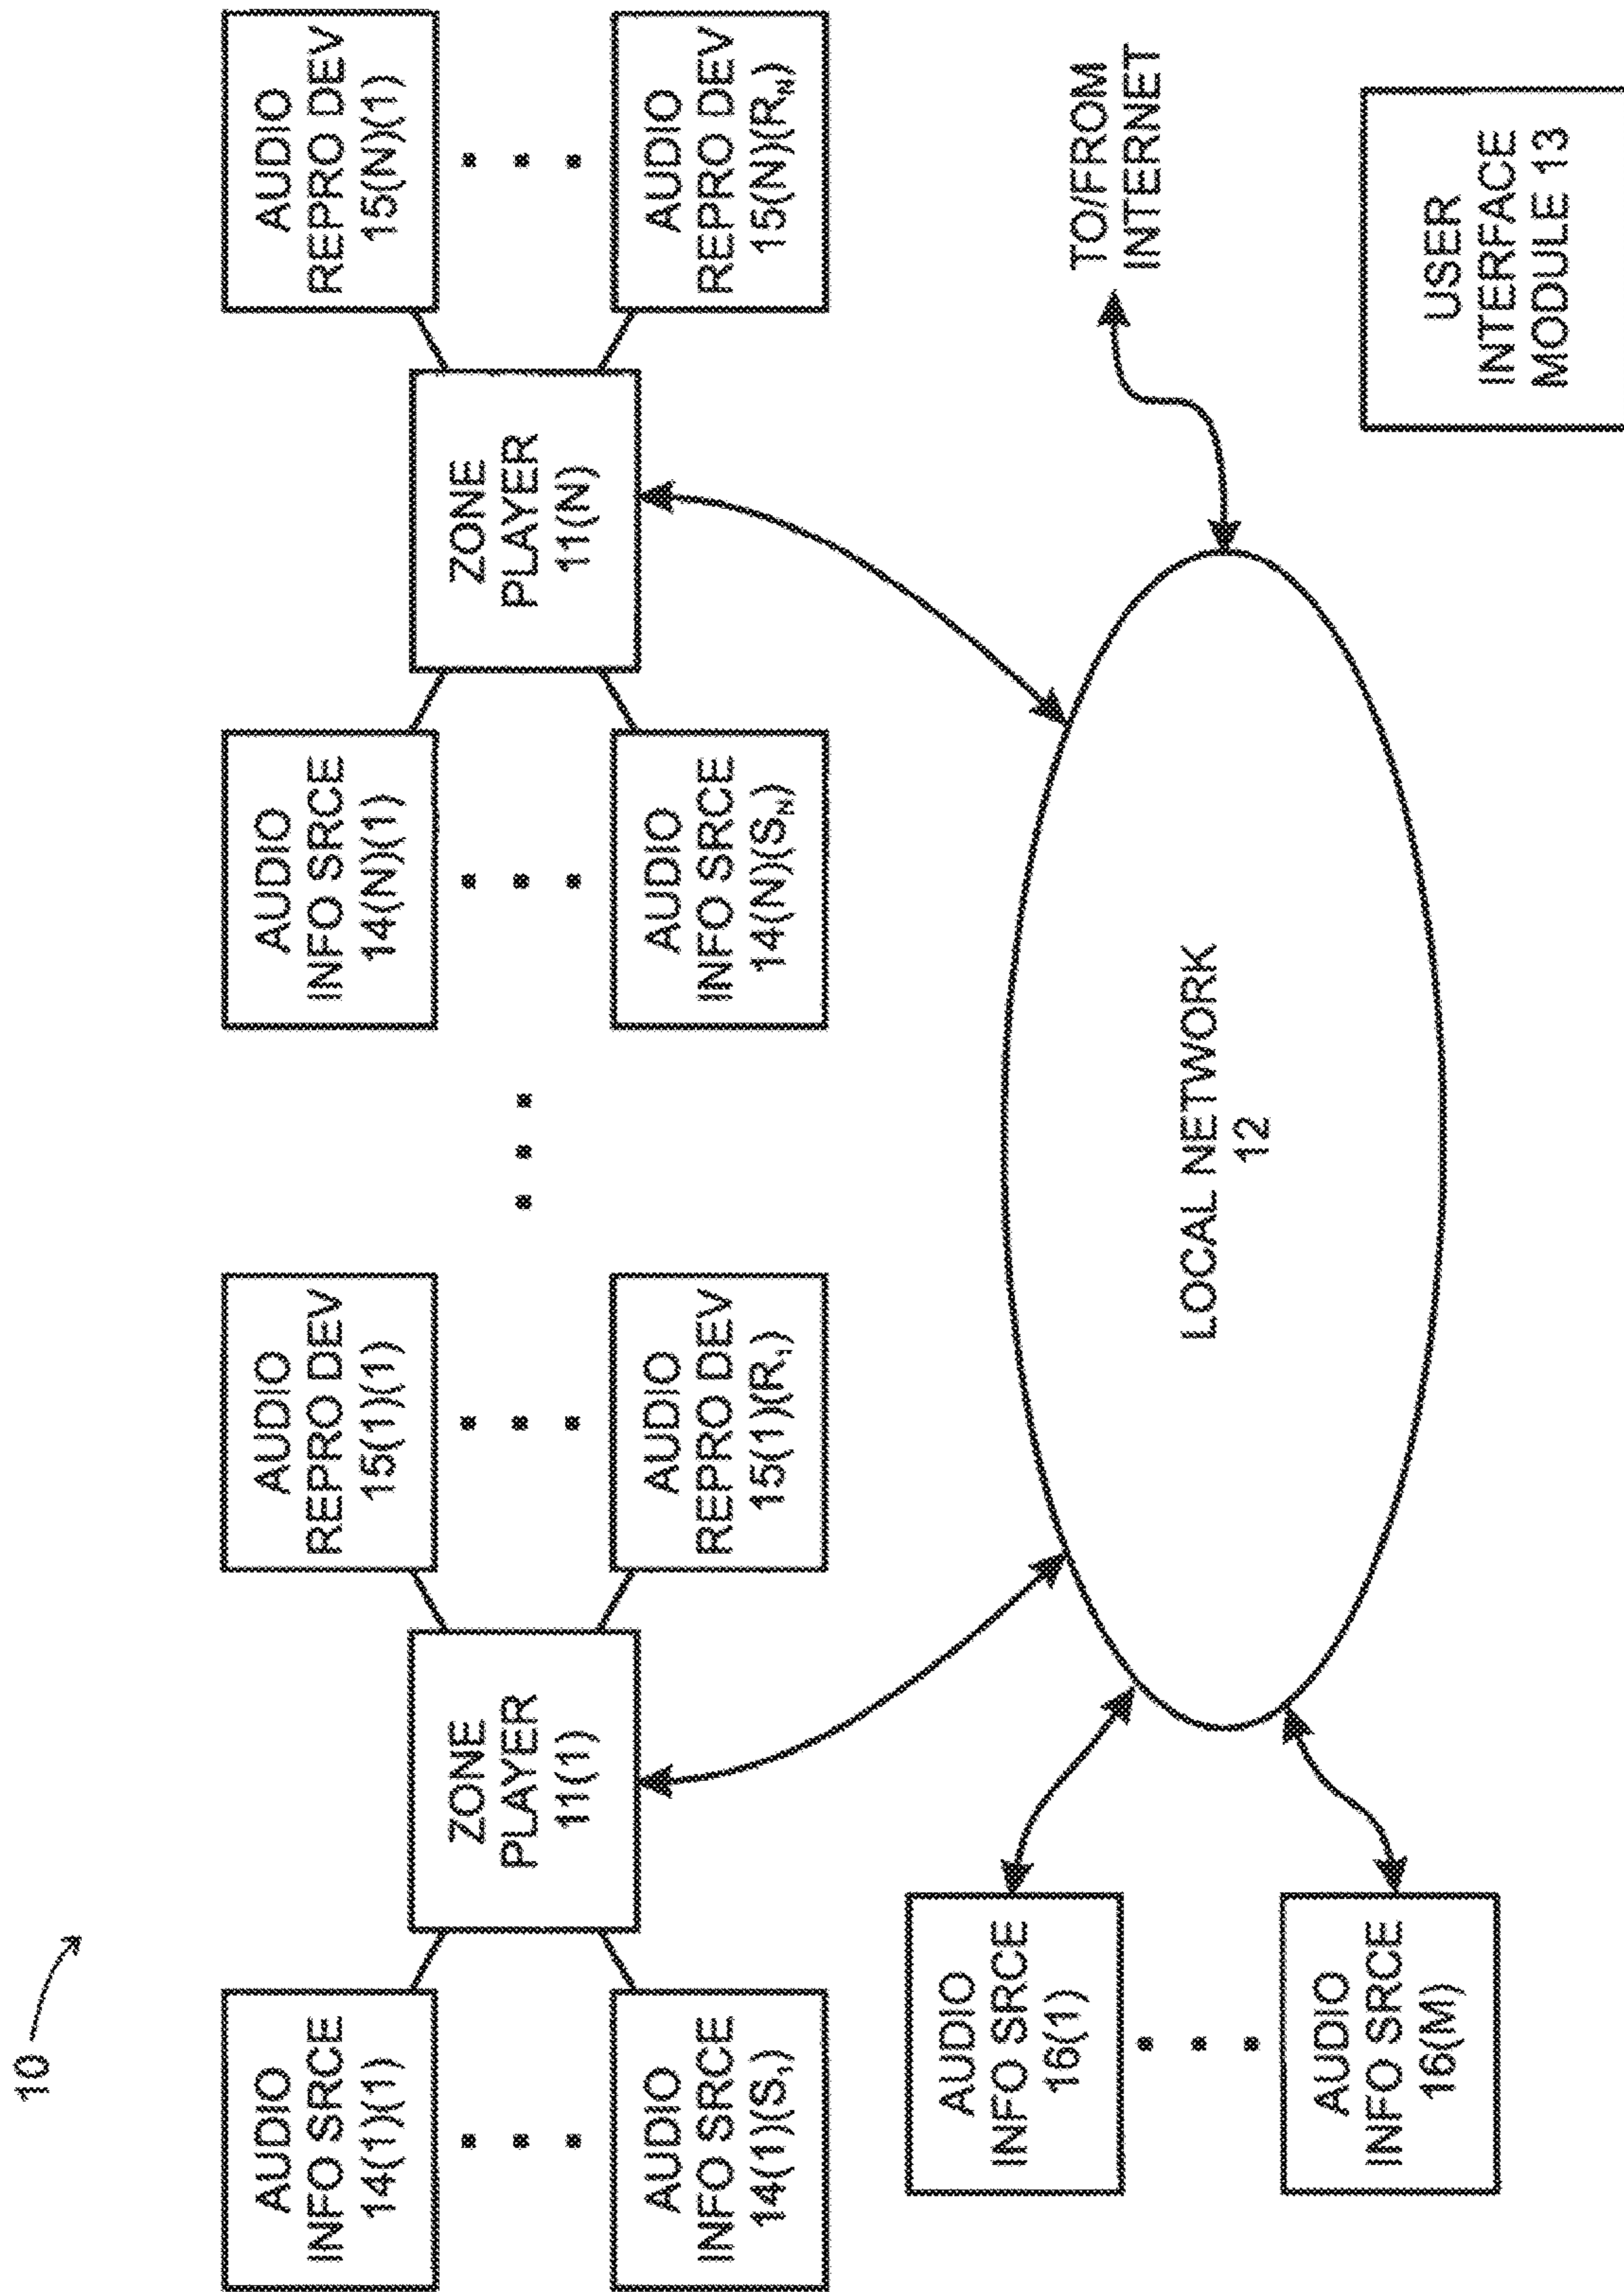 10
AUDIO
INFO SRCE
14(1)(1)
AUDIO
INFO SRCE
14(1)(S₁)
ZONE
PLAYER
11(1)
AUDIO
REPRO DEV
15(1)(1)
AUDIO
REPRO DEV
15(1)(R₁)
AUDIO
INFO SRCE
14(N)(1)
AUDIO
INFO SRCE
14(N)(S_N)
ZONE
PLAYER
11(N)
AUDIO
REPRO DEV
15(N)(1)
AUDIO
REPRO DEV
15(N)(R_N)
AUDIO
INFO SRCE
16(1)
AUDIO
INFO SRCE
16(M)
LOCAL NETWORK
12
TO/FROM
INTERNET
USER
INTERFACE
MODULE 13